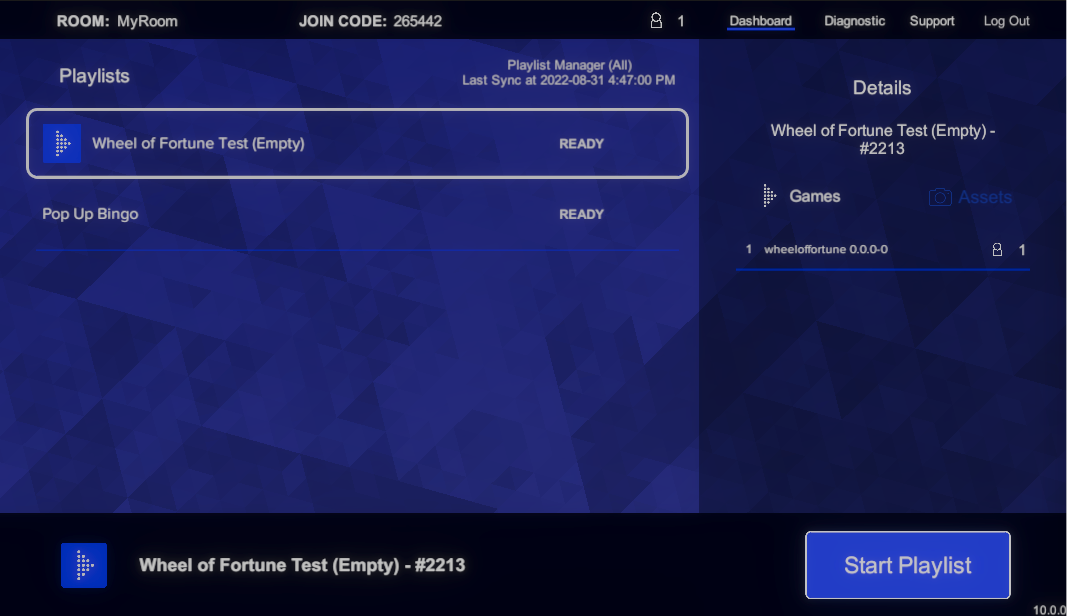 ROOM: MyRoom JOIN CODE: 265442 1 Dashboard Diagnostic Support Log Out
Playlists
Playlist Manager (All)
Last Sync at 2022-08-31 4:47:00 PM
Wheel of Fortune Test (Empty) READY
Pop Up Bingo READY
Details
Wheel of Fortune Test (Empty) -
#2213
Games Assets
1 wheeloffortune 0.0.0-0 1
Wheel of Fortune Test (Empty) - #2213
Start Playlist
10.0.0